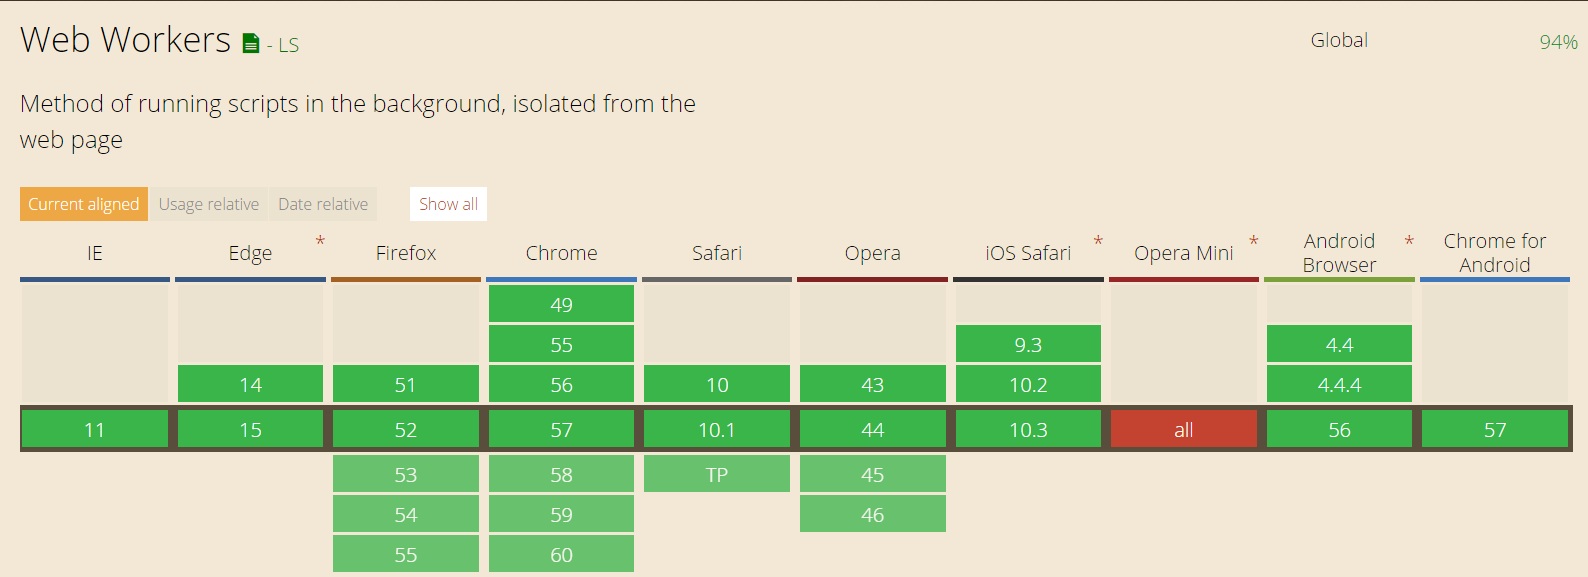 Web Workers - LS
Global 94%
Method of running scripts in the background, isolated from the
web page
Current aligned Usage relative Date relative Show all
IE Edge * Firefox Chrome Safari Opera iOS Safari * Opera Mini * Android Browser * Chrome for Android
49
55 9.3 4.4
14 51 56 10 43 10.2 4.4.4
11 15 52 57 10.1 44 10.3 all 56 57
53 58 TP 45
54 59 46
55 60